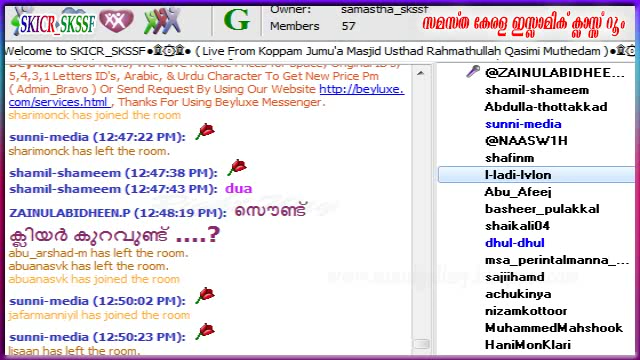 SKICR_SKSSF
G
Owner: samastha_skssf
Members 57
സമസ്ത കേരള ഇസ്ലാമിക് ക്ലാസ്സ് റൂം
Welcome to SKICR_SKSSF ( Live From Koppam Jumu'a Masjid Usthad Rahmathullah Qasimi Muthedam )
5,4,3,1 Letters ID's, Arabic, & Urdu Character To Get New Price Pm
( Admin_Bravo ) Or Send Request By Using Our Website http://beyluxe.
com/services.html , Thanks For Using Beyluxe Messenger.
sharimonck has joined the room
sunni-media (12:47:22 PM):
sharimonck has left the room.
shamil-shameem (12:47:38 PM):
shamil-shameem (12:47:43 PM): dua
ZAINULABIDHEEN.P (12:48:19 PM): സൌണ്ട്
ക്ലിയർ കുറവുണ്ട് ....?
abu_arshad-m has left the room.
abuanasvk has left the room.
abuanasvk has joined the room
sunni-media (12:50:02 PM):
jafarmanniyil has joined the room
sunni-media (12:50:23 PM):
lisaan has left the room.
@ZAINULABIDHEE...
shamil-shameem
Abdulla-thottakkad
sunni-media
@NAASW1H
shafinm
I-ladi-lvlon
Abu_Afeej
basheer_pulakkal
shaikali04
dhul-dhul
msa_perintalmanna_...
sajiihamd
achukinya
nizamkottoor
MuhammedMahshook
HaniMonKlari